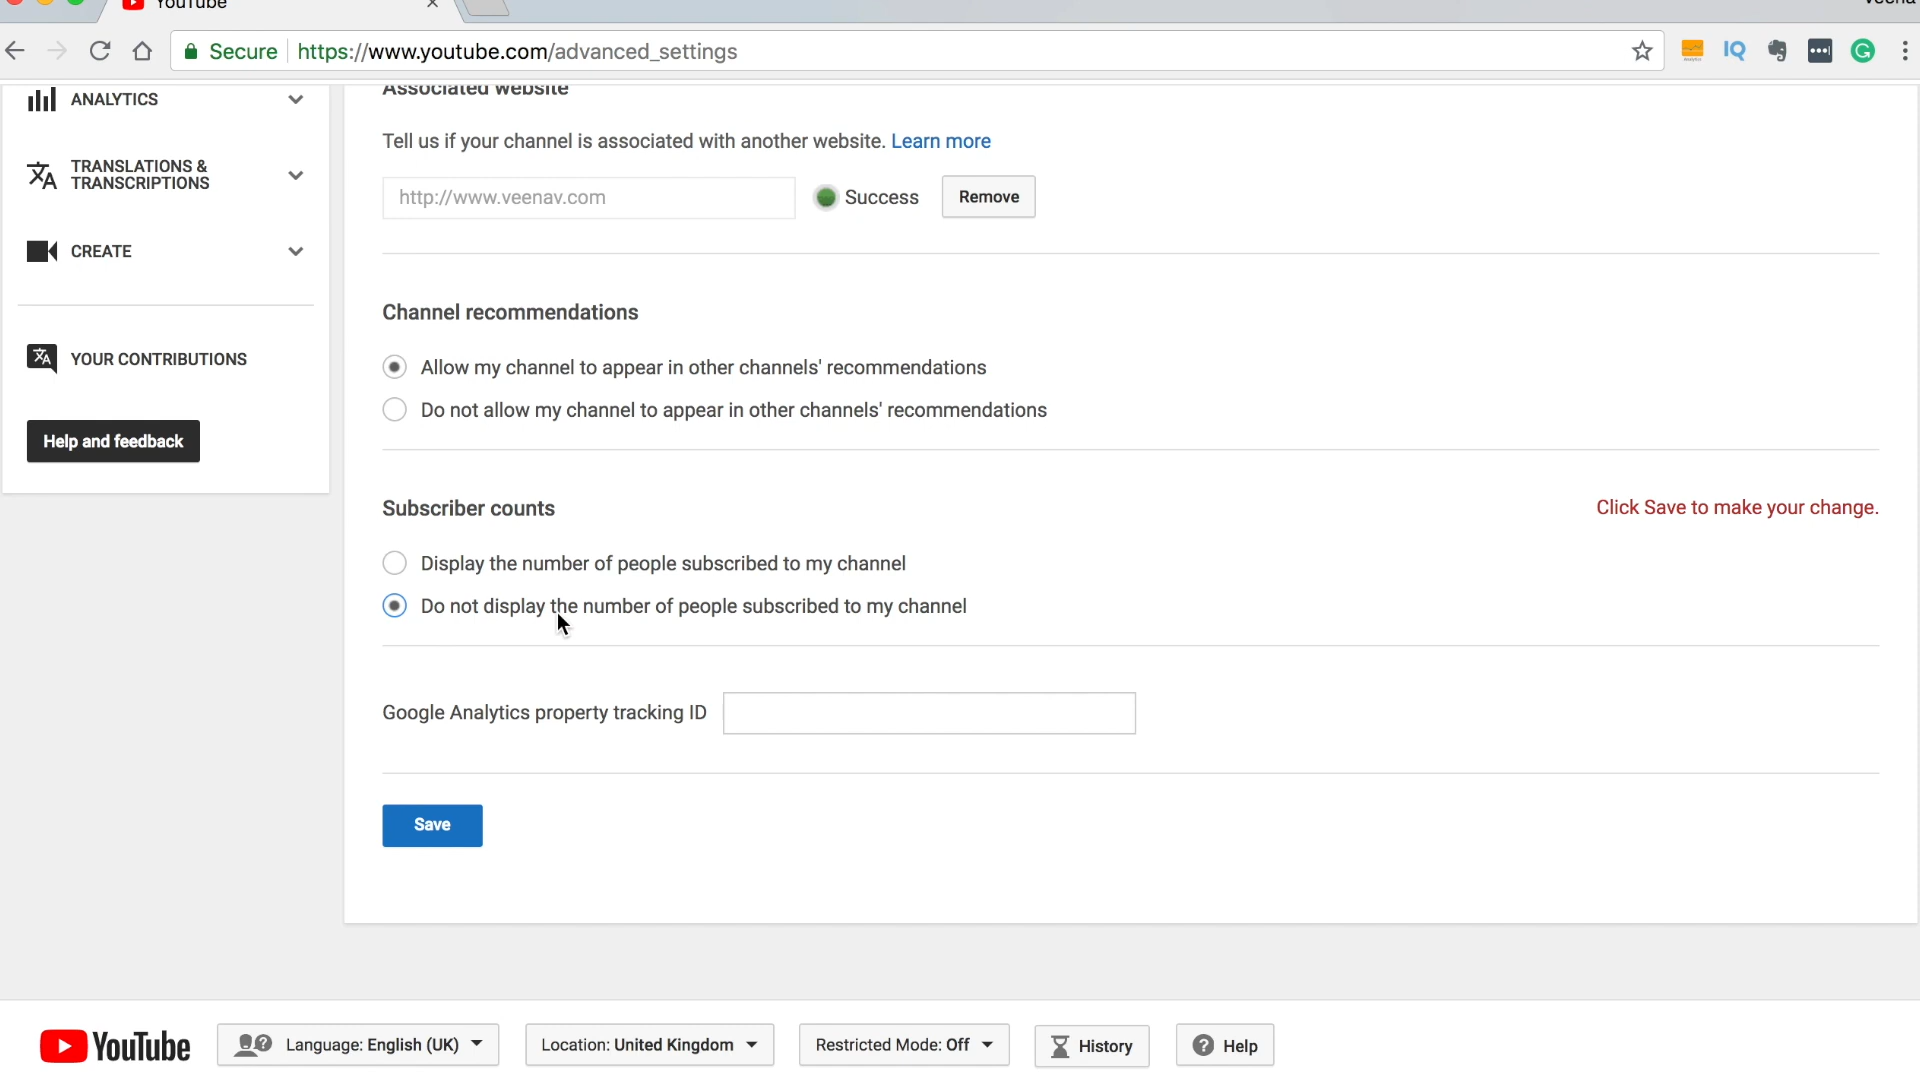 YouTube
Secure https://www.youtube.com/advanced_settings
IQ
G
ANALYTICS
TRANSLATIONS &
TRANSCRIPTIONS
CREATE
YOUR CONTRIBUTIONS
Help and feedback
Associated website
Tell us if your channel is associated with another website. Learn more
http://www.veenav.com Success Remove
Channel recommendations
Allow my channel to appear in other channels' recommendations
Do not allow my channel to appear in other channels' recommendations
Subscriber counts Click Save to make your change.
Display the number of people subscribed to my channel
Do not display the number of people subscribed to my channel
Google Analytics property tracking ID
Save
YouTube Language: English (UK) Location: United Kingdom Restricted Mode: Off History Help